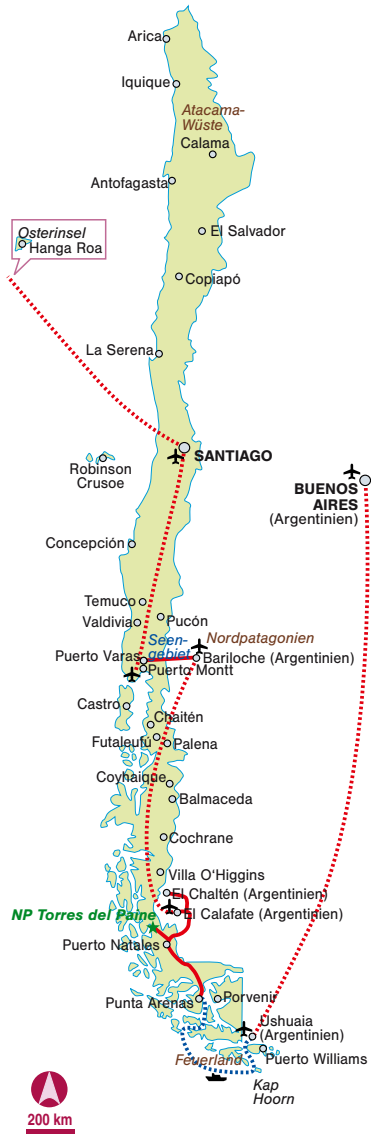 Arica
Iquique
Atacama-
Wüste
Calama
Antofagasta
El Salvador
Osterinsel
Hanga Roa
Copiapó
La Serena
SANTIAGO
Robinson
Crusoe
BUENOS
AIRES
(Argentinien)
Concepción
Temuco
Valdivia
Pucón
Seen-
gebiet
Nordpatagonien
Puerto Varas
Bariloche (Argentinien)
Puerto Montt
Castro
Chaitén
Futaleufú
Palena
Coyhaique
Balmaceda
Cochrane
Villa O'Higgins
El Chaltén (Argentinien)
NP Torres del Paine
El Calafate (Argentinien)
Puerto Natales
Punta Arenas
Porvenir
Ushuaia
(Argentinien)
Feuerland
Puerto Williams
Kap
Hoorn
200 km